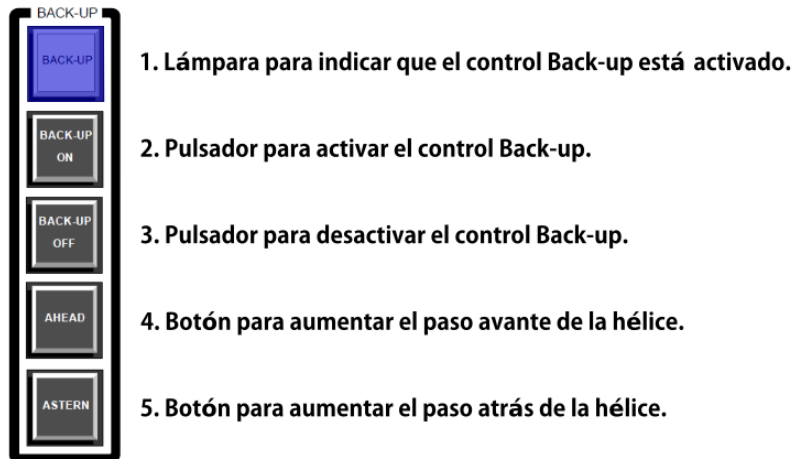 BACK-UP
BACK-UP
1. Lámpara para indicar que el control Back-up está activado.
BACK-UP
ON
2. Pulsador para activar el control Back-up.
BACK-UP
OFF
3. Pulsador para desactivar el control Back-up.
AHEAD
4. Botón para aumentar el paso avante de la hélice.
ASTERN
5. Botón para aumentar el paso atrás de la hélice.